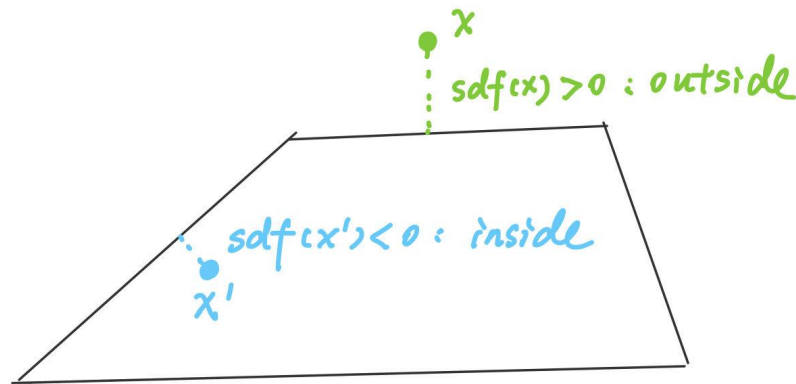 x
sdf(x) > 0 : outside
sdf(x') < 0 : inside
x'